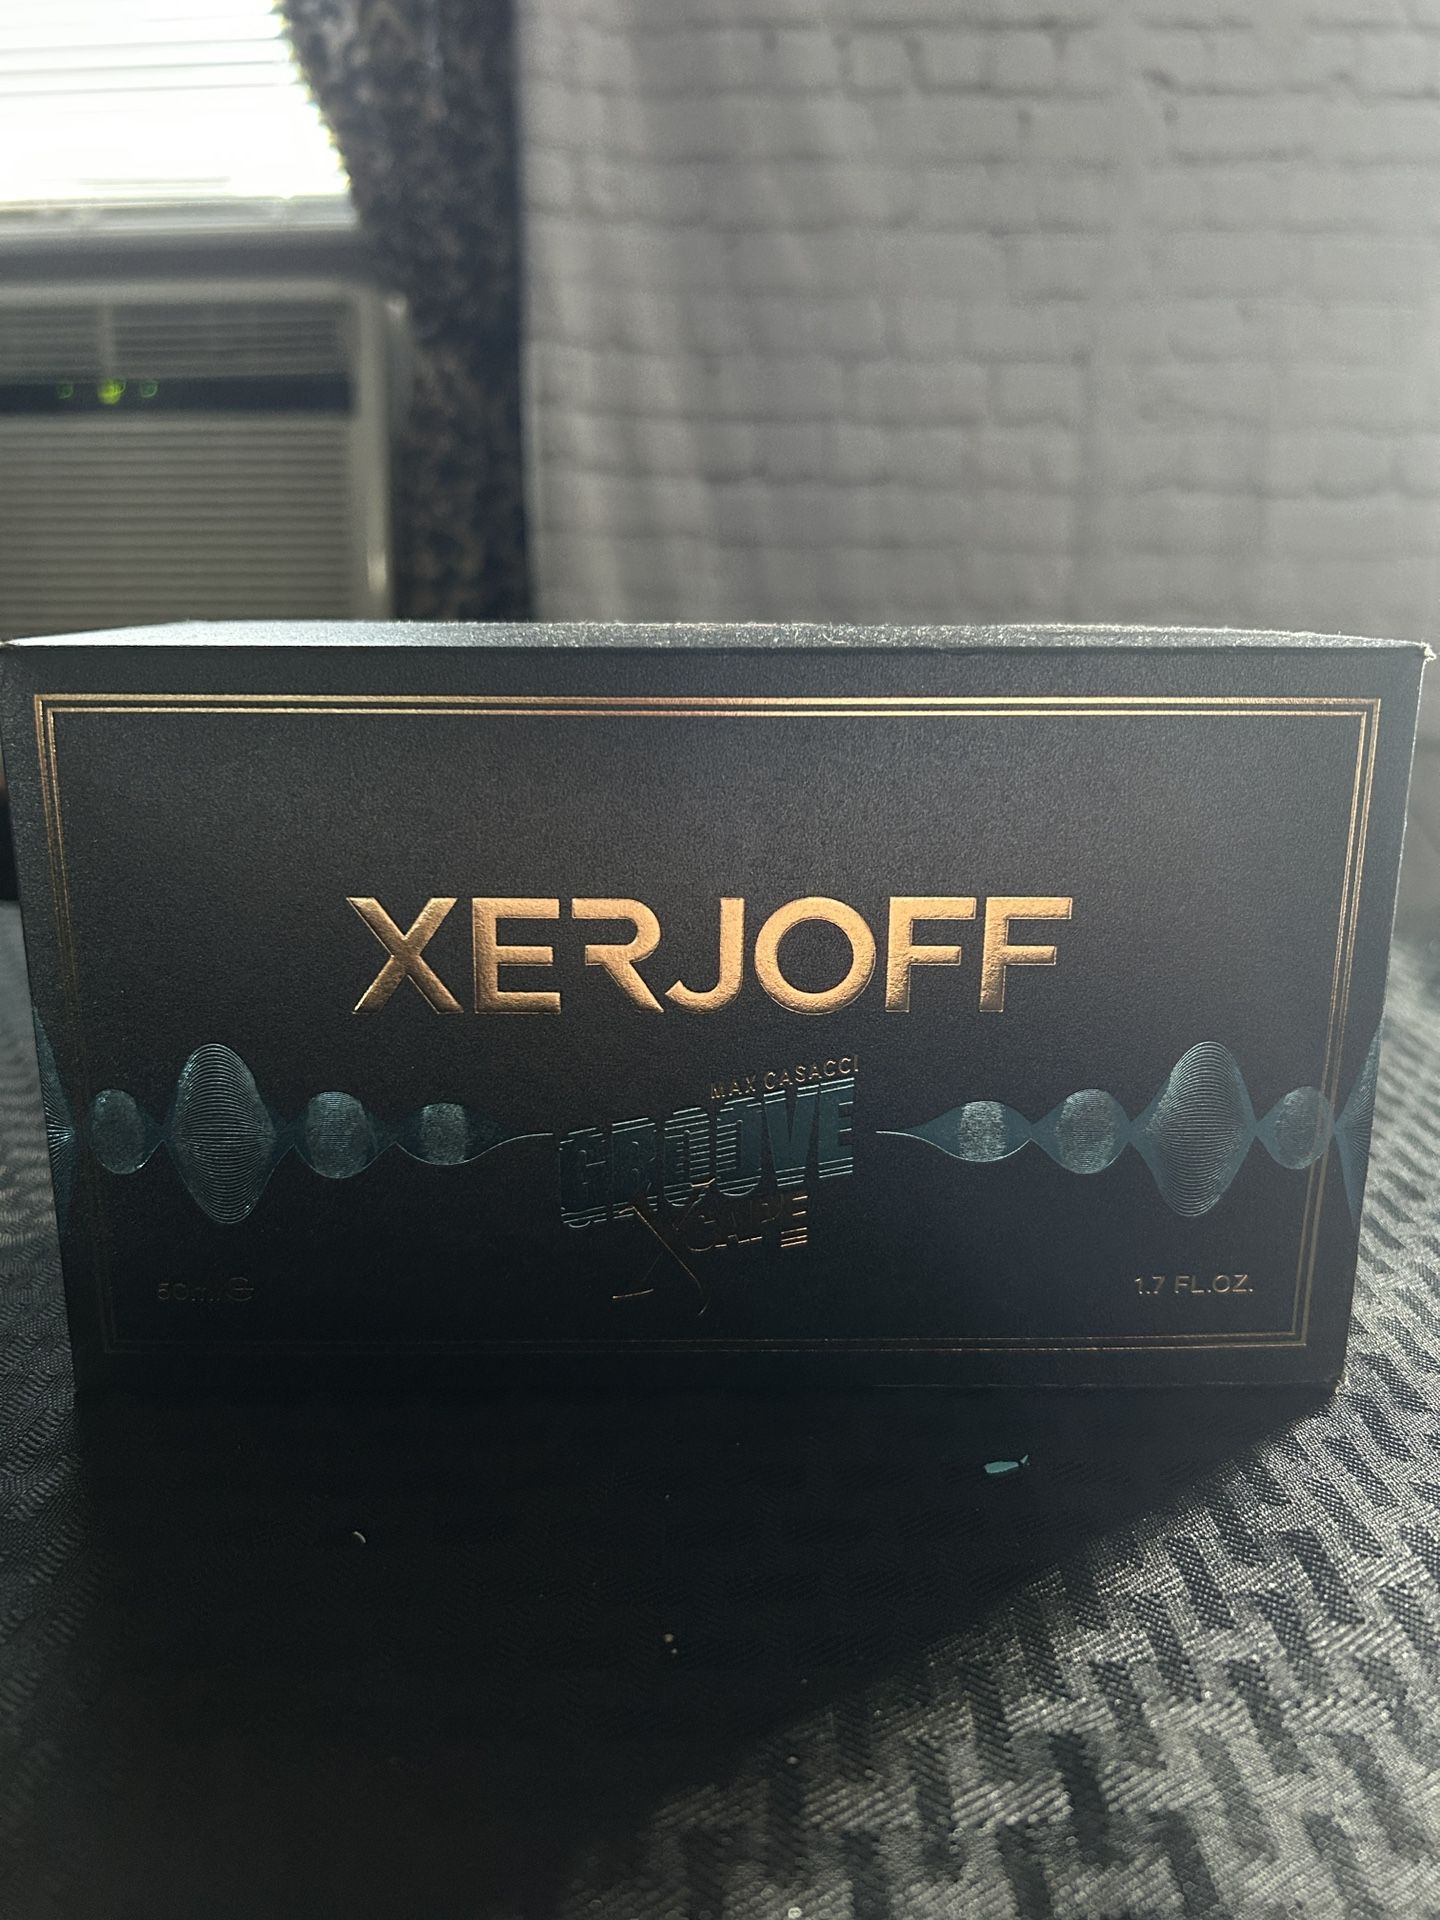 XERJOFF
MAX CASACCI
GROOVE
XCAPE
50ml e
1.7 FL.OZ.